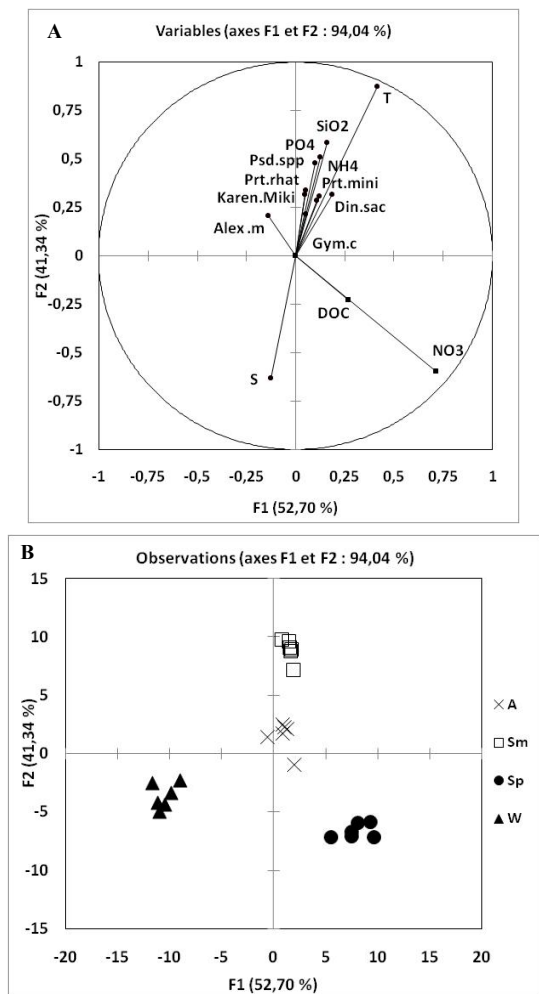 A
Variables (axes F1 et F2 : 94,04 %)
1
T
0,75
SiO2
PO4
0,5
Psd.spp
NH4
Prt.rhat
Prt.mini
0,25
Karen.Miki
Din.sac
Alex .m
Gym.c
0
F2 (41,34 %)
-0,25
DOC
-0,5
NO3
S
-0,75
-1
-1 -0,75 -0,5 -0,25 0 0,25 0,5 0,75 1
F1 (52,70 %)
B
Observations (axes F1 et F2 : 94,04 %)
15
10
5
0
-5
-10
-15
F2 (41,34 %)
A
Sm
Sp
W
-20 -15 -10 -5 0 5 10 15 20
F1 (52,70 %)